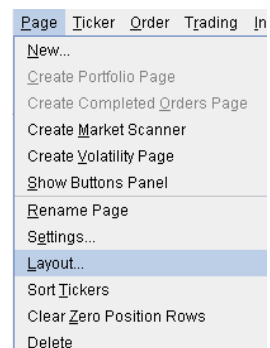 Page Ticker Order Trading In
New...
Create Portfolio Page
Create Completed Orders Page
Create Market Scanner
Create Volatility Page
Show Buttons Panel
Rename Page
Settings...
Layout...
Sort Tickers
Clear Zero Position Rows
Delete